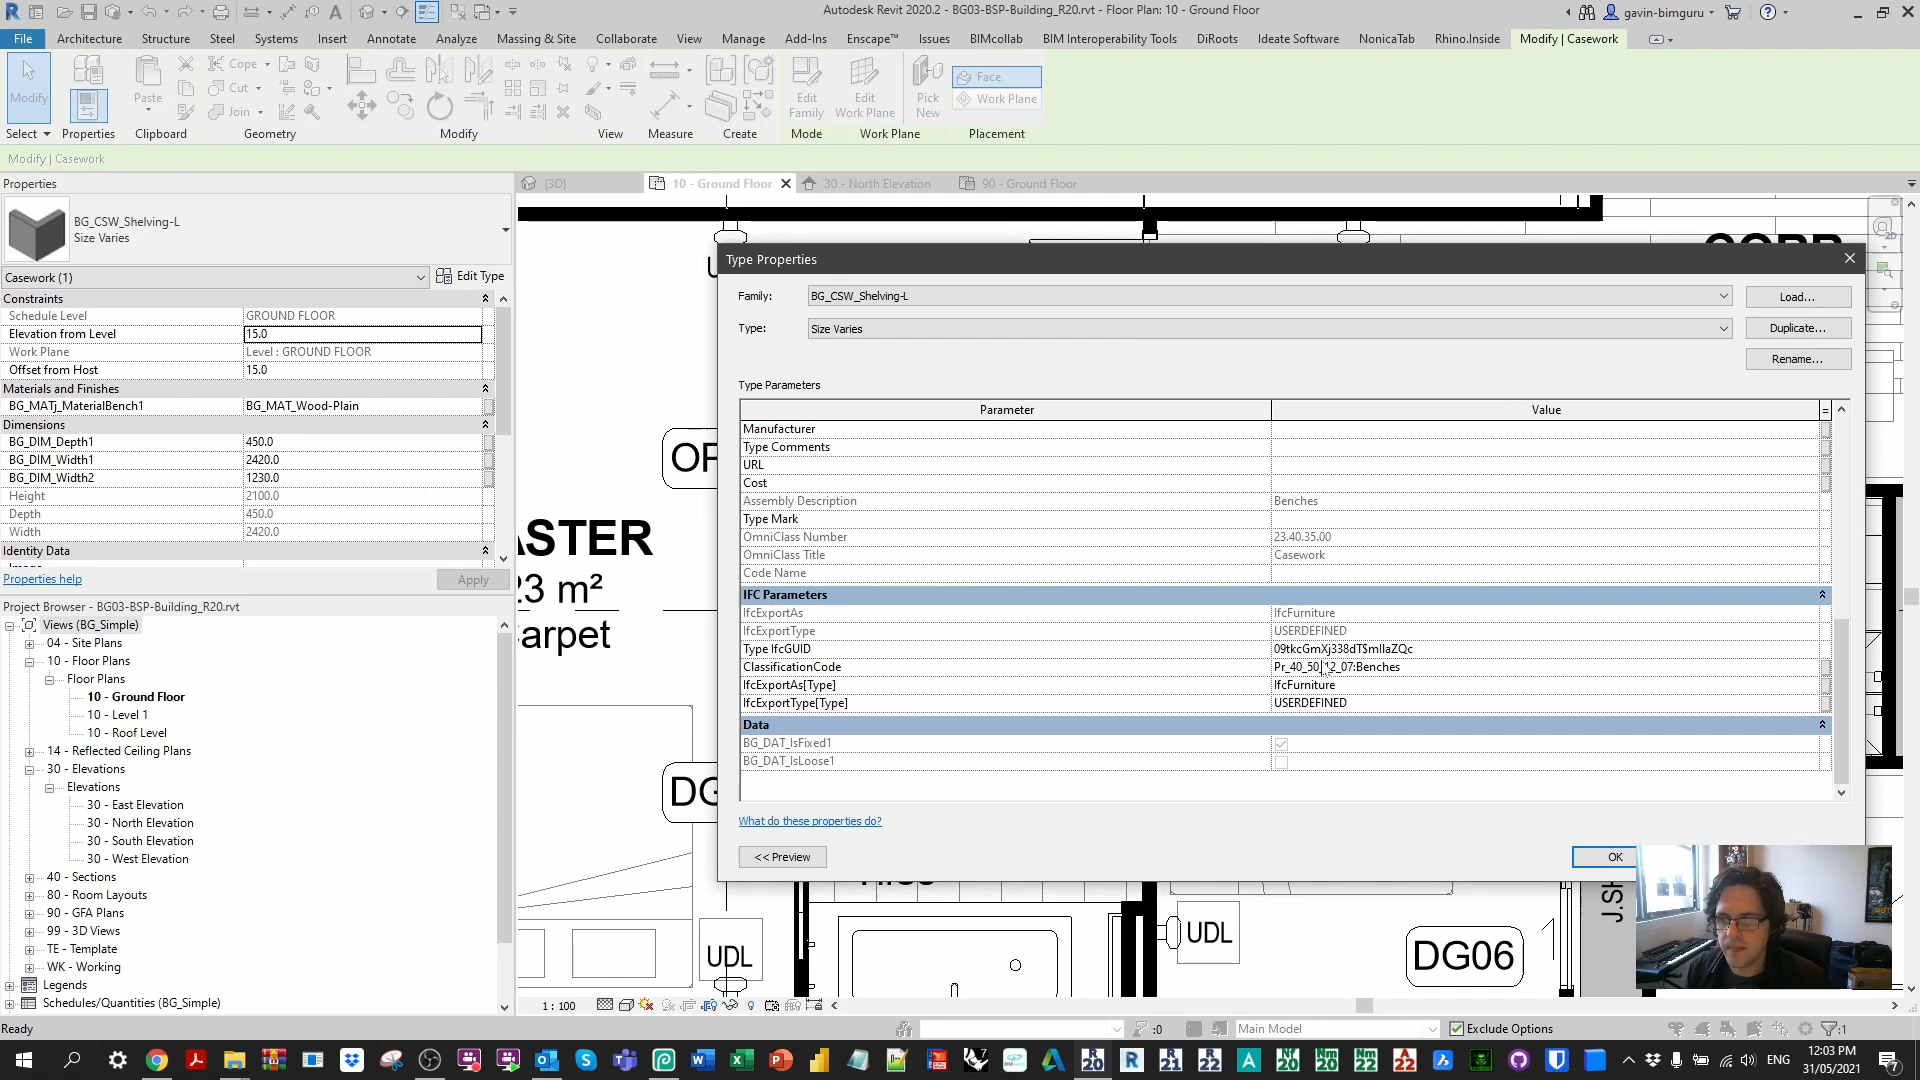 Autodesk Revit 2020.2 - BG03-BSP-Building_R20.rvt - Floor Plan: 10 - Ground Floor
gavin-bimguru
File
Architecture
Structure
Steel
Systems
Insert
Annotate
Analyze
Massing & Site
Collaborate
View
Manage
Add-Ins
Enscape™
Issues
BIMcollab
BIM Interoperability Tools
DiRoots
Ideate Software
NonicaTab
Rhino.Inside
Modify | Casework
Modify
Paste
Cope
Cut
Join
Edit
Family
Edit
Work Plane
Pick
New
Face
Work Plane
Select
Properties
Clipboard
Geometry
Modify
View
Measure
Create
Mode
Work Plane
Placement
Modify | Casework
Properties
BG_CSW_Shelving-L
Size Varies
Casework (1)
Edit Type
Constraints
Schedule Level GROUND FLOOR
Elevation from Level 15.0
Work Plane Level : GROUND FLOOR
Offset from Host 15.0
Materials and Finishes
BG_MATj_MaterialBench1 BG_MAT_Wood-Plain
Dimensions
BG_DIM_Depth1 450.0
BG_DIM_Width1 2420.0
BG_DIM_Width2 1230.0
Height 2100.0
Depth 450.0
Width 2420.0
Identity Data
Properties help
Apply
Project Browser - BG03-BSP-Building_R20.rvt
Views (BG_Simple)
04 - Site Plans
10 - Floor Plans
Floor Plans
10 - Ground Floor
10 - Level 1
10 - Roof Level
14 - Reflected Ceiling Plans
30 - Elevations
Elevations
30 - East Elevation
30 - North Elevation
30 - South Elevation
30 - West Elevation
40 - Sections
80 - Room Layouts
90 - GFA Plans
99 - 3D Views
TE - Template
WK - Working
Legends
Schedules/Quantities (BG_Simple)
{3D}
10 - Ground Floor
30 - North Elevation
90 - Ground Floor
Type Properties
Family: BG_CSW_Shelving-L
Load...
Type: Size Varies
Duplicate...
Rename...
Type Parameters
Parameter Value =
Manufacturer
Type Comments
URL
Cost
Assembly Description Benches
Type Mark
OmniClass Number 23.40.35.00
OmniClass Title Casework
Code Name
IFC Parameters
IfcExportAs IfcFurniture
IfcExportType USERDEFINED
Type IfcGUID 09tkcGmXj338dT$mIIaZQc
ClassificationCode Pr_40_50_12_07:Benches
IfcExportAs[Type] IfcFurniture
IfcExportType[Type] USERDEFINED
Data
BG_DAT_IsFixed1
BG_DAT_IsLoose1
What do these properties do?
<< Preview
OK
ASTER
23 m²
arpet
DG
UDL
UDL
DG06
J.SH
1 : 100
Ready
:0
Main Model
Exclude Options
:1
ENG
12:03 PM
31/05/2021